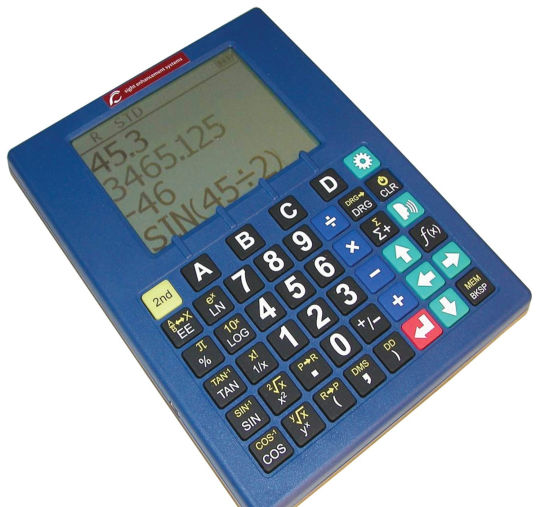 sight enhancement systems
R STD
45.3
3465.125
-46
SIN(45÷2)
2nd A B C D
A b/c ↔X EE eˣ LN 7 8 9 ÷ DRG→ DRG CLR
π % 10ˣ LOG 4 5 6 × Σ Σ+
TAN⁻¹ TAN x! 1/x 1 2 3 − f(x)
SIN⁻¹ SIN ²√x x² P→R . 0 +/− +
COS⁻¹ COS ʸ√x yˣ R→P ( DMS , DD ) MEM BKSP